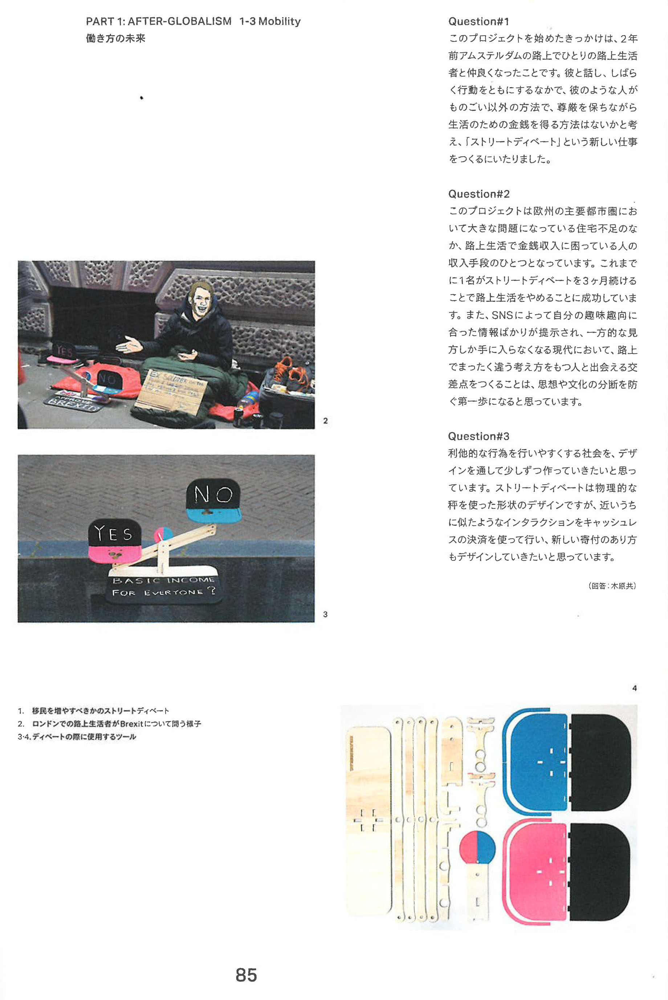 PART 1: AFTER-GLOBALISM 1-3 Mobility
働き方の未来
Question#1
このプロジェクトを始めたきっかけは、2年
前アムステルダムの路上でひとりの路上生活
者と仲良くなったことです。彼と話し、しばら
く行動をともにするなかで、彼のような人が
ものごい以外の方法で、尊厳を保ちながら
生活のための金銭を得る方法はないかと考
え、「ストリートディベート」という新しい仕事
をつくるにいたりました。
Question#2
このプロジェクトは欧州の主要都市圏にお
いて大きな問題になっている住宅不足のな
か、路上生活で金銭収入に困っている人の
収入手段のひとつとなっています。これまで
に1名がストリートディベートを3ヶ月続ける
ことで路上生活をやめることに成功していま
す。また、SNSによって自分の趣味趣向に
合った情報ばかりが提示され、一方的な見
方しか手に入らなくなる現代において、路上
でまったく違う考え方をもつ人と出会える交
差点をつくることは、思想や文化の分断を防
ぐ第一歩になると思っています。
Question#3
利他的な行為を行いやすくする社会を、デザ
インを通して少しずつ作っていきたいと思っ
ています。ストリートディベートは物理的な
秤を使った形状のデザインですが、近いうち
に似たようなインタラクションをキャッシュレ
スの決済を使って行い、新しい寄付のあり方
もデザインしていきたいと思っています。
(回答：木原共)
YES
NO
EX SOLDIER
APPROVE
BREXIT?
2
NO
YES
BASIC INCOME
FOR EVERYONE?
3
4
1. 移民を増やすべきかのストリートディベート
2. ロンドンでの路上生活者がBrexitについて問う様子
3·4. ディベートの際に使用するツール
85